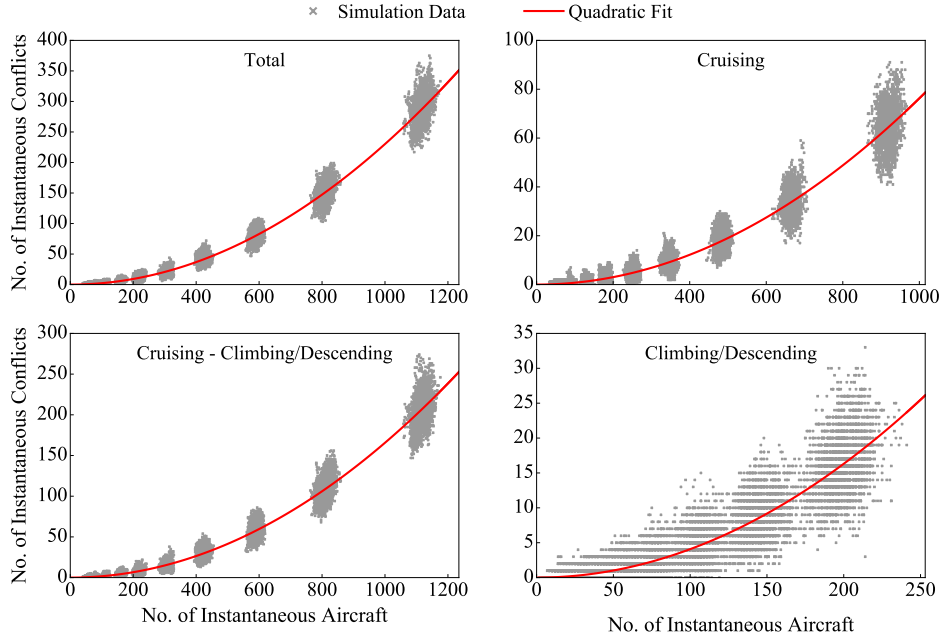 × Simulation Data — Quadratic Fit
Total
No. of Instantaneous Conflicts
400
350
300
250
200
150
100
50
0
0 200 400 600 800 1000 1200
Cruising
100
80
60
40
20
0
0 200 400 600 800 1000
Cruising - Climbing/Descending
No. of Instantaneous Conflicts
300
250
200
150
100
50
0
0 200 400 600 800 1000 1200
No. of Instantaneous Aircraft
Climbing/Descending
35
30
25
20
15
10
5
0
0 50 100 150 200 250
No. of Instantaneous Aircraft